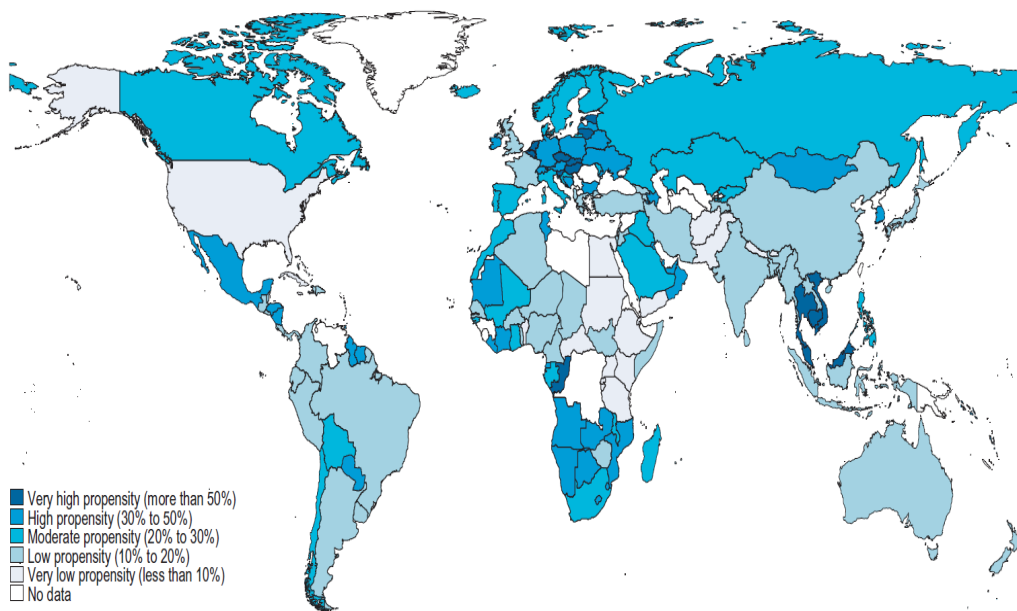 Very high propensity (more than 50%)
High propensity (30% to 50%)
Moderate propensity (20% to 30%)
Low propensity (10% to 20%)
Very low propensity (less than 10%)
No data